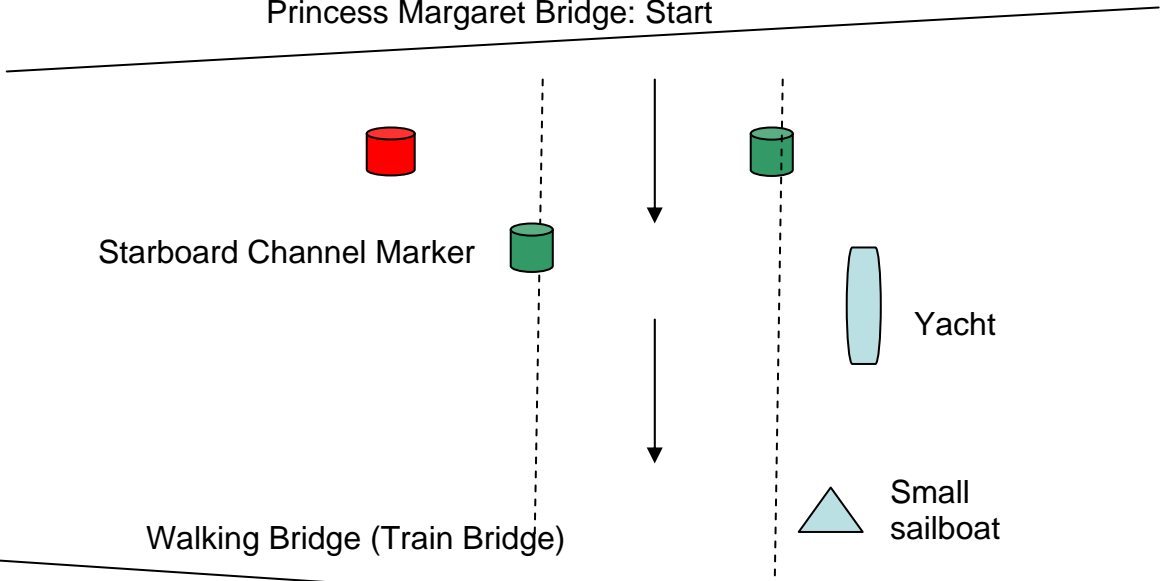 Princess Margaret Bridge: Start
Starboard Channel Marker
Yacht
Small
sailboat
Walking Bridge (Train Bridge)